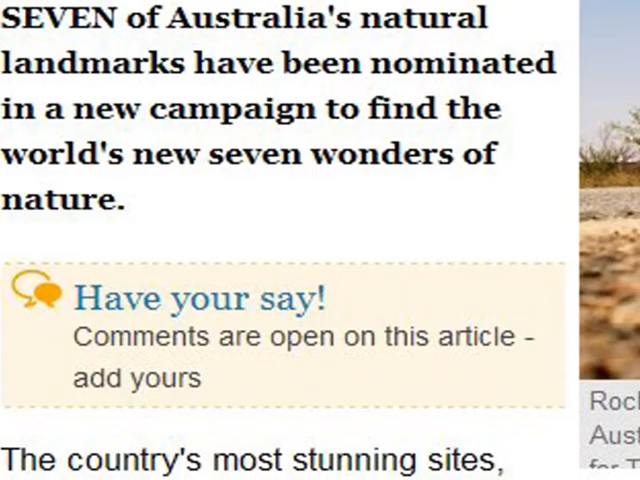 SEVEN of Australia's natural
landmarks have been nominated
in a new campaign to find the
world's new seven wonders of
nature.
Have your say!
Comments are open on this article -
add yours
The country's most stunning sites,